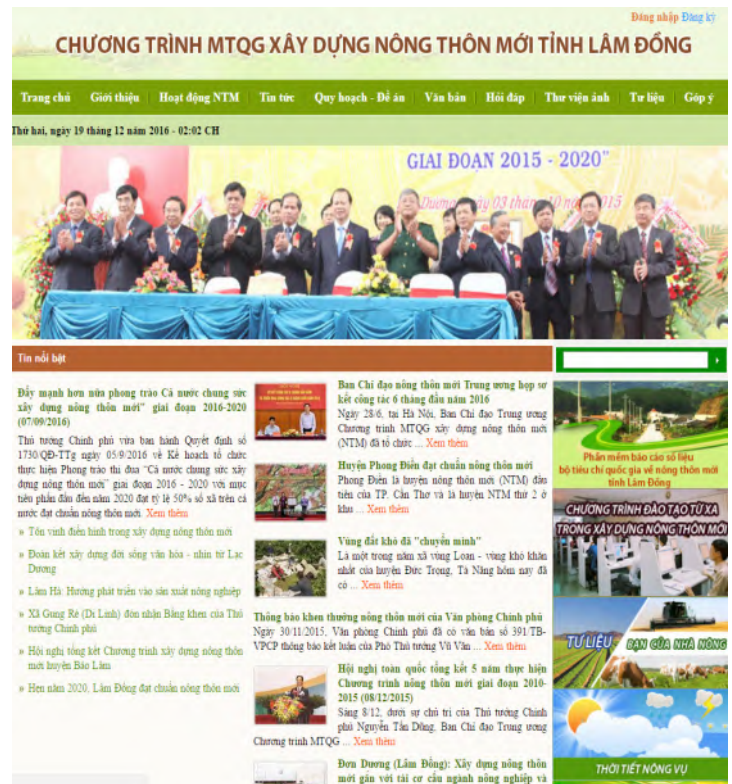 Đăng nhập Đăng ký
CHƯƠNG TRÌNH MTQG XÂY DỰNG NÔNG THÔN MỚI TỈNH LÂM ĐỒNG
Trang chủ Giới thiệu Hoạt động NTM Tin tức Quy hoạch - Đề án Văn bản Hỏi đáp Thư viện ảnh Tư liệu Góp ý
Thứ hai, ngày 19 tháng 12 năm 2016 - 02:02 CH
GIAI ĐOẠN 2015 - 2020"
Dương, ngày 03 tháng 10 năm 2015
Tin nổi bật
Đẩy mạnh hơn nữa phong trào Cả nước chung sức
xây dựng nông thôn mới" giai đoạn 2016-2020
(07/09/2016)
Thủ tướng Chính phủ vừa ban hành Quyết định số
1730/QĐ-TTg ngày 05/9/2016 về Kế hoạch tổ chức
thực hiện Phong trào thi đua "Cả nước chung sức xây
dựng nông thôn mới" giai đoạn 2016 - 2020 với mục
tiêu phấn đấu đến năm 2020 đạt tỷ lệ 50% số xã trên cả
nước đạt chuẩn nông thôn mới. Xem thêm
» Tôn vinh điển hình trong xây dựng nông thôn mới
» Đoàn kết xây dựng đời sống văn hóa - nhìn từ Lạc
Dương
» Lâm Hà: Hướng phát triển vào sản xuất nông nghiệp
» Xã Gung Ré (Di Linh) đón nhận Bằng khen của Thủ
tướng Chính phủ
» Hội nghị tổng kết Chương trình xây dựng nông thôn
mới huyện Bảo Lâm
» Hẹn năm 2020, Lâm Đồng đạt chuẩn nông thôn mới
Ban Chỉ đạo nông thôn mới Trung ương họp sơ
kết công tác 6 tháng đầu năm 2016
Ngày 28/6, tại Hà Nội, Ban Chỉ đạo Trung ương
Chương trình MTQG xây dựng nông thôn mới
(NTM) đã tổ chức ... Xem thêm
Huyện Phong Điền đạt chuẩn nông thôn mới
Phong Điền là huyện nông thôn mới (NTM) đầu
tiên của TP. Cần Thơ và là huyện NTM thứ 2 ở
khu ... Xem thêm
Vùng đất khó đã "chuyển mình"
Là một trong năm xã vùng Loan - vùng khó khăn
nhất của huyện Đức Trọng, Tà Năng hôm nay đã
có ... Xem thêm
Thông báo khen thưởng nông thôn mới của Văn phòng Chính phủ
Ngày 30/11/2015, Văn phòng Chính phủ đã có văn bản số 391/TB-
VPCP thông báo kết luận của Phó Thủ tướng Vũ Văn ... Xem thêm
Hội nghị toàn quốc tổng kết 5 năm thực hiện
Chương trình nông thôn mới giai đoạn 2010-
2015 (08/12/2015)
Sáng 8/12, dưới sự chủ trì của Thủ tướng Chính
phủ Nguyễn Tấn Dũng, Ban Chỉ đạo Trung ương
Chương trình MTQG ... Xem thêm
Đơn Dương (Lâm Đồng): Xây dựng nông thôn
mới gắn với tái cơ cấu ngành nông nghiệp và
Phần mềm báo cáo số liệu
bộ tiêu chí quốc gia về nông thôn mới
tỉnh Lâm Đồng
CHƯƠNG TRÌNH ĐÀO TẠO TỪ XA
TRONG XÂY DỰNG NÔNG THÔN MỚI
TƯ LIỆU BẠN CỦA NHÀ NÔNG
THỜI TIẾT NÔNG VỤ